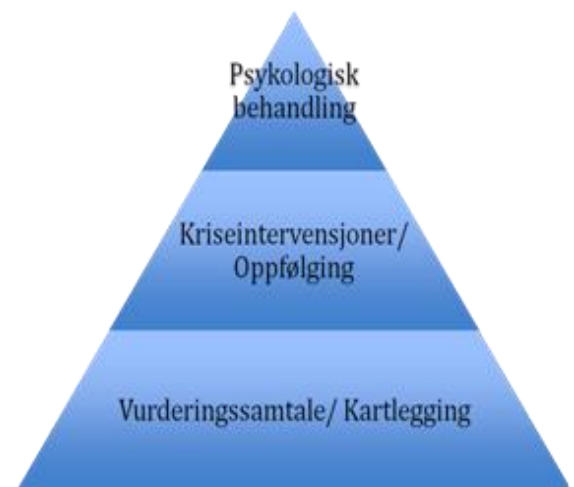 Psykologisk
behandling
Kriseintervensjoner/
Oppfølging
Vurderingssamtale/ Kartlegging